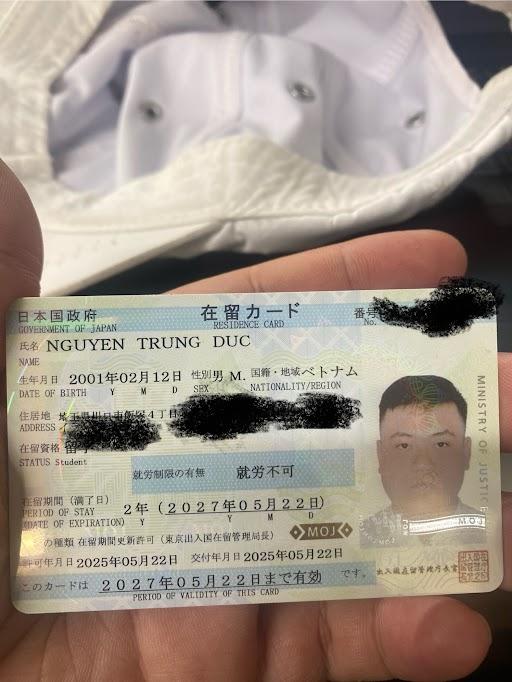 日本国政府 在留カード 番号
GOVERNMENT OF JAPAN RESIDENCE CARD No.
氏名 NGUYEN TRUNG DUC
NAME
生年月日 2001年02月12日 性別 男 M. 国籍・地域 ベトナム
DATE OF BIRTH Y M D SEX NATIONALITY/REGION
住居地 埼玉県川口市 4丁目
ADDRESS
在留資格 留学
STATUS Student
就労制限の有無 就労不可
在留期間(満了日) 2年(2027年05月22日)
PERIOD OF STAY
(DATE OF EXPIRATION) Y Y M D
の種類 在留期間更新許可(東京出入国在留管理局長)
MOJ
許可年月日 2025年05月22日 交付年月日 2025年05月22日
このカードは 2027年05月22日まで有効 です。
PERIOD OF VALIDITY OF THIS CARD
MINISTRY OF JUSTICE
MOJ
出入国在留管理庁長官